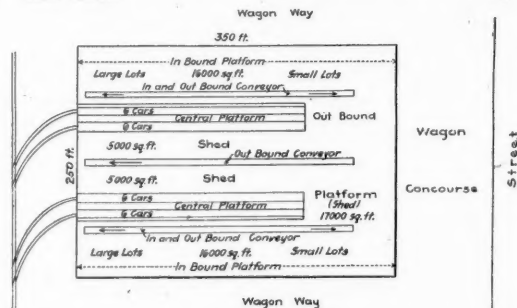 Wagon Way
350 ft.
In Bound Platform
Large Lots 16000 sq. ft. Small Lots
In and Out Bound Conveyor
6 Cars
Central Platform
Out Bound
6 Cars
5000 sq. ft. Shed
Out Bound Conveyor
250 ft.
5000 sq. ft. Shed
Wagon
Concourse
Street
6 Cars
Platform
Central Platform
(Shed)
6 Cars
17000 sq. ft.
In and Out Bound Conveyor
Large Lots 16000 sq. ft. Small Lots
In Bound Platform
Wagon Way